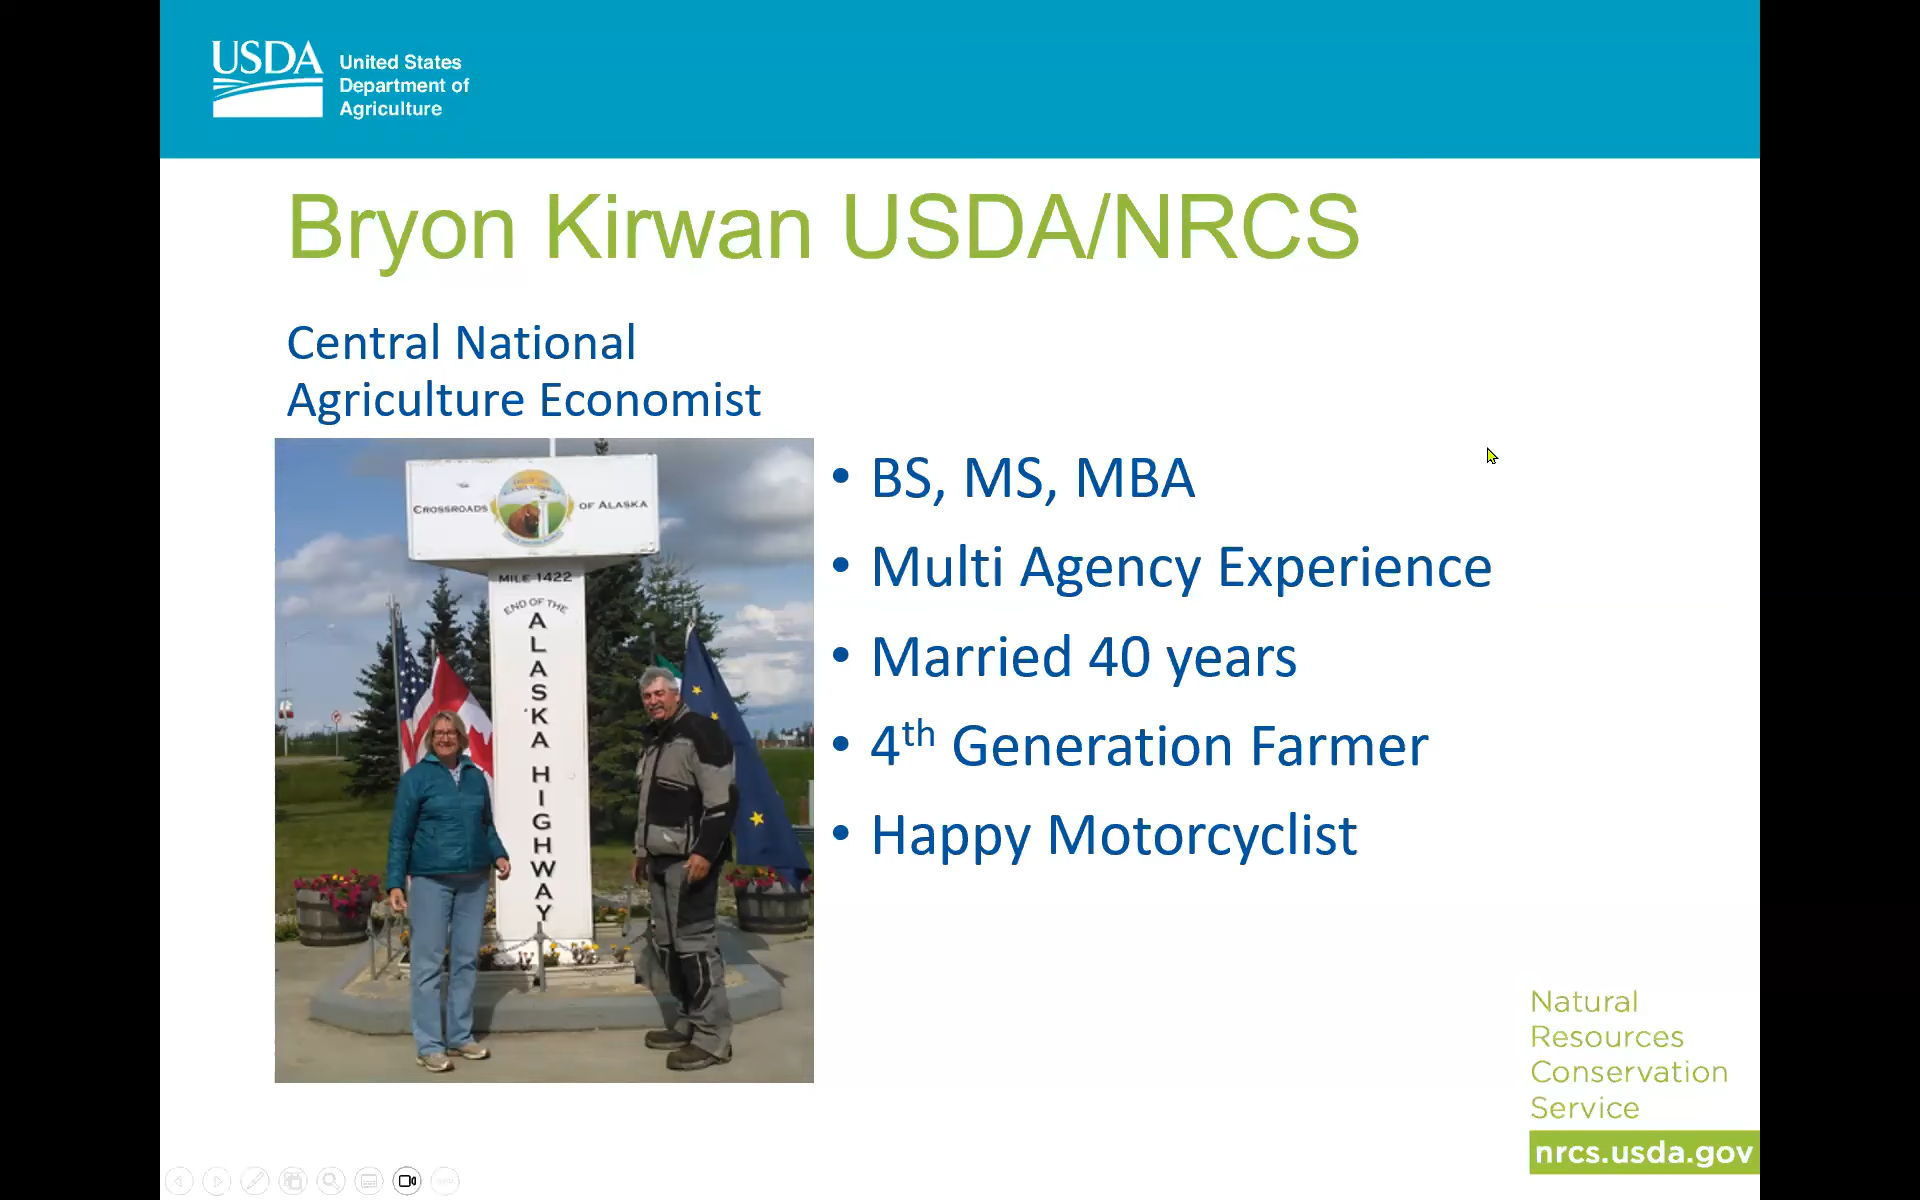 USDA
United States
Department of
Agriculture
Bryon Kirwan USDA/NRCS
Central National
Agriculture Economist
CROSSROADS OF ALASKA
MILE 1422
END OF THE
ALASKA HIGHWAY
• BS, MS, MBA
• Multi Agency Experience
• Married 40 years
• 4th Generation Farmer
• Happy Motorcyclist
Natural
Resources
Conservation
Service
nrcs.usda.gov